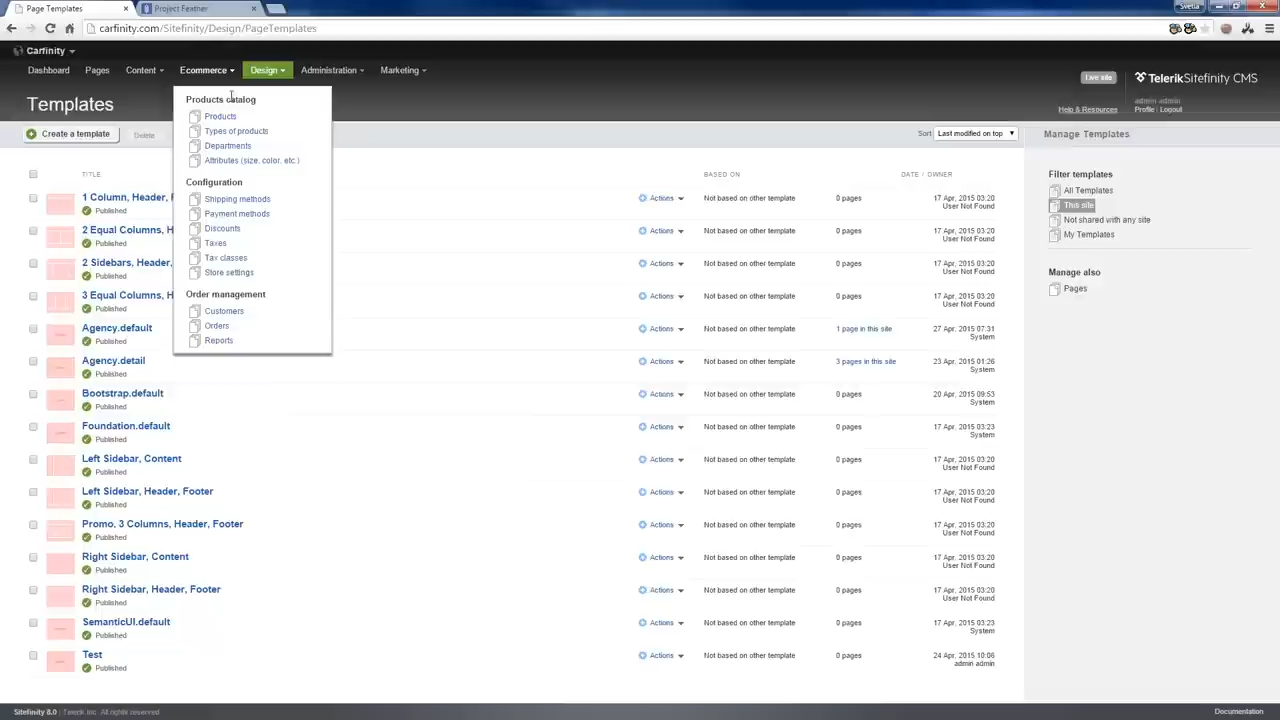 Page Templates
Project Feather
Svetla
carfinity.com/Sitefinity/Design/PageTemplates
Carfinity
Dashboard Pages Content Ecommerce Design Administration Marketing
Live site
Telerik Sitefinity CMS
Templates
admin admin
Help & Resources
Profile | Logout
Create a template
Delete
Sort Last modified on top
Manage Templates
Products catalog
Products
Types of products
Departments
Attributes (size, color, etc.)
Configuration
Shipping methods
Payment methods
Discounts
Taxes
Tax classes
Store settings
Order management
Customers
Orders
Reports
TITLE BASED ON DATE / OWNER
1 Column, Header, F Actions Not based on other template 0 pages 17 Apr, 2015 03:20
Published User Not Found
2 Equal Columns, H Actions Not based on other template 0 pages 17 Apr, 2015 03:20
Published User Not Found
2 Sidebars, Header, Actions Not based on other template 0 pages 17 Apr, 2015 03:20
Published User Not Found
3 Equal Columns, H Actions Not based on other template 0 pages 17 Apr, 2015 03:20
Published User Not Found
Agency.default Actions Not based on other template 1 page in this site 27 Apr, 2015 07:31
Published System
Agency.detail Actions Not based on other template 3 pages in this site 23 Apr, 2015 01:26
Published System
Bootstrap.default Actions Not based on other template 0 pages 20 Apr, 2015 09:53
Published System
Foundation.default Actions Not based on other template 0 pages 17 Apr, 2015 03:23
Published System
Left Sidebar, Content Actions Not based on other template 0 pages 17 Apr, 2015 03:20
Published User Not Found
Left Sidebar, Header, Footer Actions Not based on other template 0 pages 17 Apr, 2015 03:20
Published User Not Found
Promo, 3 Columns, Header, Footer Actions Not based on other template 0 pages 17 Apr, 2015 03:20
Published User Not Found
Right Sidebar, Content Actions Not based on other template 0 pages 17 Apr, 2015 03:20
Published User Not Found
Right Sidebar, Header, Footer Actions Not based on other template 0 pages 17 Apr, 2015 03:20
Published User Not Found
SemanticUI.default Actions Not based on other template 0 pages 17 Apr, 2015 03:23
Published System
Test Actions Not based on other template 0 pages 24 Apr, 2015 10:06
Published admin admin
Filter templates
All Templates
This site
Not shared with any site
My Templates
Manage also
Pages
Sitefinity 8.0 | Telerik Inc. All rights reserved
Documentation